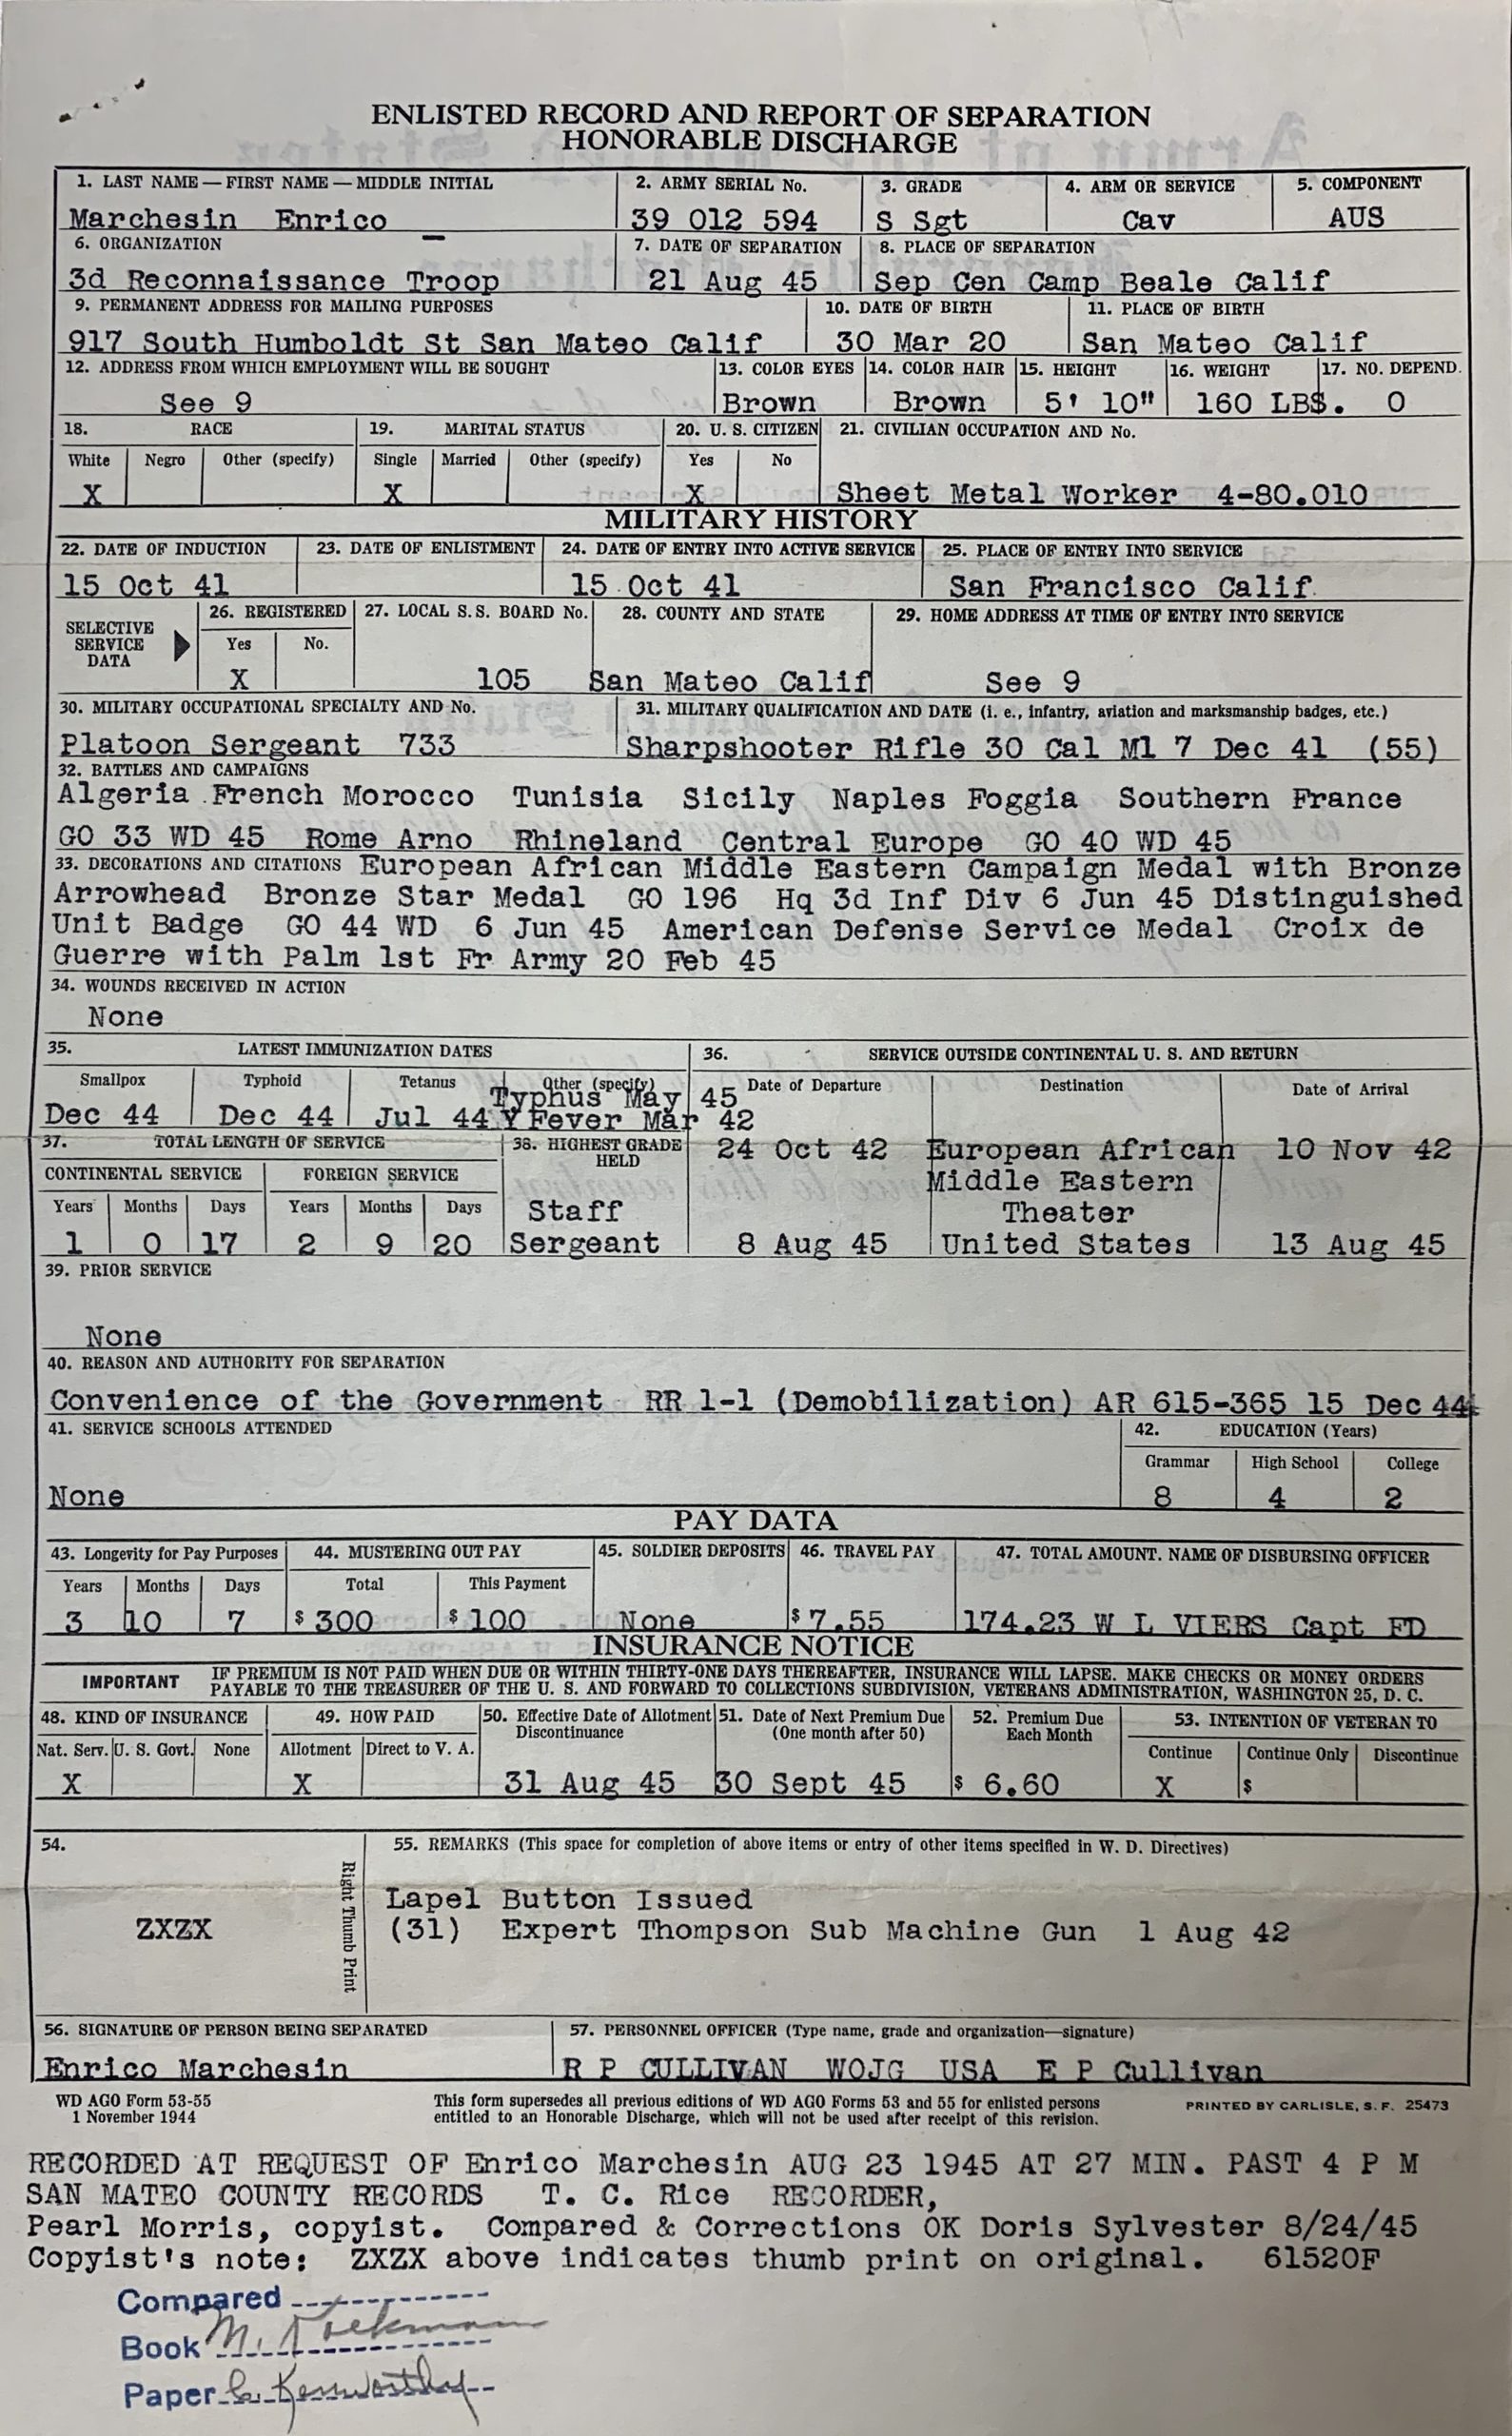 ENLISTED RECORD AND REPORT OF SEPARATION
HONORABLE DISCHARGE
1. LAST NAME — FIRST NAME — MIDDLE INITIAL 2. ARMY SERIAL No. 3. GRADE 4. ARM OR SERVICE 5. COMPONENT
Marchesin Enrico – 39 012 594 S Sgt Cav AUS
6. ORGANIZATION 7. DATE OF SEPARATION 8. PLACE OF SEPARATION
3d Reconnaissance Troop 21 Aug 45 Sep Cen Camp Beale Calif
9. PERMANENT ADDRESS FOR MAILING PURPOSES 10. DATE OF BIRTH 11. PLACE OF BIRTH
917 South Humboldt St San Mateo Calif 30 Mar 20 San Mateo Calif
12. ADDRESS FROM WHICH EMPLOYMENT WILL BE SOUGHT 13. COLOR EYES 14. COLOR HAIR 15. HEIGHT 16. WEIGHT 17. NO. DEPEND.
See 9 Brown Brown 5' 10" 160 LBS. 0
18. RACE 19. MARITAL STATUS 20. U. S. CITIZEN 21. CIVILIAN OCCUPATION AND No.
White Negro Other (specify) Single Married Other (specify) Yes No
X X X Sheet Metal Worker 4-80.010
MILITARY HISTORY
22. DATE OF INDUCTION 23. DATE OF ENLISTMENT 24. DATE OF ENTRY INTO ACTIVE SERVICE 25. PLACE OF ENTRY INTO SERVICE
15 Oct 41 15 Oct 41 San Francisco Calif
SELECTIVE SERVICE DATA 26. REGISTERED 27. LOCAL S.S. BOARD No. 28. COUNTY AND STATE 29. HOME ADDRESS AT TIME OF ENTRY INTO SERVICE
Yes No.
X 105 San Mateo Calif See 9
30. MILITARY OCCUPATIONAL SPECIALTY AND No. 31. MILITARY QUALIFICATION AND DATE (i. e., infantry, aviation and marksmanship badges, etc.)
Platoon Sergeant 733 Sharpshooter Rifle 30 Cal Ml 7 Dec 41 (55)
32. BATTLES AND CAMPAIGNS
Algeria French Morocco Tunisia Sicily Naples Foggia Southern France
GO 33 WD 45 Rome Arno Rhineland Central Europe GO 40 WD 45
33. DECORATIONS AND CITATIONS European African Middle Eastern Campaign Medal with Bronze
Arrowhead Bronze Star Medal GO 196 Hq 3d Inf Div 6 Jun 45 Distinguished
Unit Badge GO 44 WD 6 Jun 45 American Defense Service Medal Croix de
Guerre with Palm 1st Fr Army 20 Feb 45
34. WOUNDS RECEIVED IN ACTION
None
35. LATEST IMMUNIZATION DATES 36. SERVICE OUTSIDE CONTINENTAL U. S. AND RETURN
Smallpox Typhoid Tetanus Other (specify) Date of Departure Destination Date of Arrival
Typhus May 45
Dec 44 Dec 44 Jul 44 Y Fever Mar 42
37. TOTAL LENGTH OF SERVICE 38. HIGHEST GRADE HELD 24 Oct 42 European African 10 Nov 42
CONTINENTAL SERVICE FOREIGN SERVICE Middle Eastern
Years Months Days Years Months Days Staff Theater
1 0 17 2 9 20 Sergeant 8 Aug 45 United States 13 Aug 45
39. PRIOR SERVICE
None
40. REASON AND AUTHORITY FOR SEPARATION
Convenience of the Government RR 1-1 (Demobilization) AR 615-365 15 Dec 44
41. SERVICE SCHOOLS ATTENDED 42. EDUCATION (Years)
Grammar High School College
None 8 4 2
PAY DATA
43. Longevity for Pay Purposes 44. MUSTERING OUT PAY 45. SOLDIER DEPOSITS 46. TRAVEL PAY 47. TOTAL AMOUNT. NAME OF DISBURSING OFFICER
Years Months Days Total This Payment
3 10 7 $ 300 $ 100 None $ 7.55 174.23 W L VIERS Capt FD
INSURANCE NOTICE
IMPORTANT IF PREMIUM IS NOT PAID WHEN DUE OR WITHIN THIRTY-ONE DAYS THEREAFTER, INSURANCE WILL LAPSE. MAKE CHECKS OR MONEY ORDERS
PAYABLE TO THE TREASURER OF THE U. S. AND FORWARD TO COLLECTIONS SUBDIVISION, VETERANS ADMINISTRATION, WASHINGTON 25, D. C.
48. KIND OF INSURANCE 49. HOW PAID 50. Effective Date of Allotment Discontinuance 51. Date of Next Premium Due (One month after 50) 52. Premium Due Each Month 53. INTENTION OF VETERAN TO
Nat. Serv. U. S. Govt. None Allotment Direct to V. A. Continue Continue Only Discontinue
X X 31 Aug 45 30 Sept 45 $ 6.60 X $
54. 55. REMARKS (This space for completion of above items or entry of other items specified in W. D. Directives)
Right Thumb Print
Lapel Button Issued
ZXZX (31) Expert Thompson Sub Machine Gun 1 Aug 42
56. SIGNATURE OF PERSON BEING SEPARATED 57. PERSONNEL OFFICER (Type name, grade and organization—signature)
Enrico Marchesin R P CULLIVAN WOJG USA E P Cullivan
WD AGO Form 53-55 This form supersedes all previous editions of WD AGO Forms 53 and 55 for enlisted persons PRINTED BY CARLISLE, S. F. 25473
1 November 1944 entitled to an Honorable Discharge, which will not be used after receipt of this revision.
RECORDED AT REQUEST OF Enrico Marchesin AUG 23 1945 AT 27 MIN. PAST 4 P M
SAN MATEO COUNTY RECORDS T. C. Rice RECORDER,
Pearl Morris, copyist. Compared & Corrections OK Doris Sylvester 8/24/45
Copyist's note: ZXZX above indicates thumb print on original. 61520F
Compared
Book M.
Paper Kenworthy